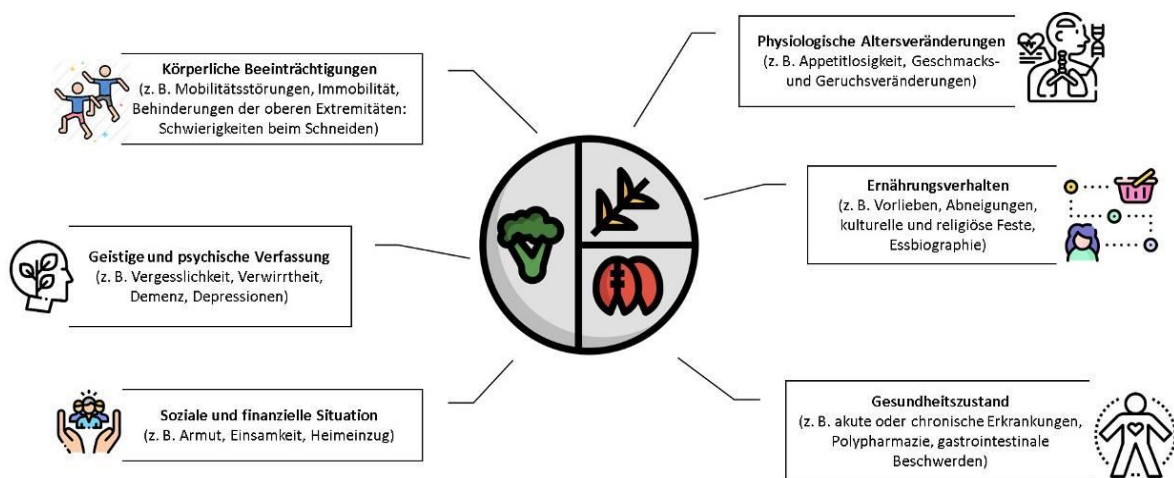 Körperliche Beeinträchtigungen
(z. B. Mobilitätsstörungen, Immobilität,
Behinderungen der oberen Extremitäten:
Schwierigkeiten beim Schneiden)
Geistige und psychische Verfassung
(z. B. Vergesslichkeit, Verwirrtheit,
Demenz, Depressionen)
Soziale und finanzielle Situation
(z. B. Armut, Einsamkeit, Heimeinzug)
Physiologische Altersveränderungen
(z. B. Appetitlosigkeit, Geschmacks-
und Geruchsveränderungen)
Ernährungsverhalten
(z. B. Vorlieben, Abneigungen,
kulturelle und religiöse Feste,
Essbiographie)
Gesundheitszustand
(z. B. akute oder chronische Erkrankungen,
Polypharmazie, gastrointestinale
Beschwerden)